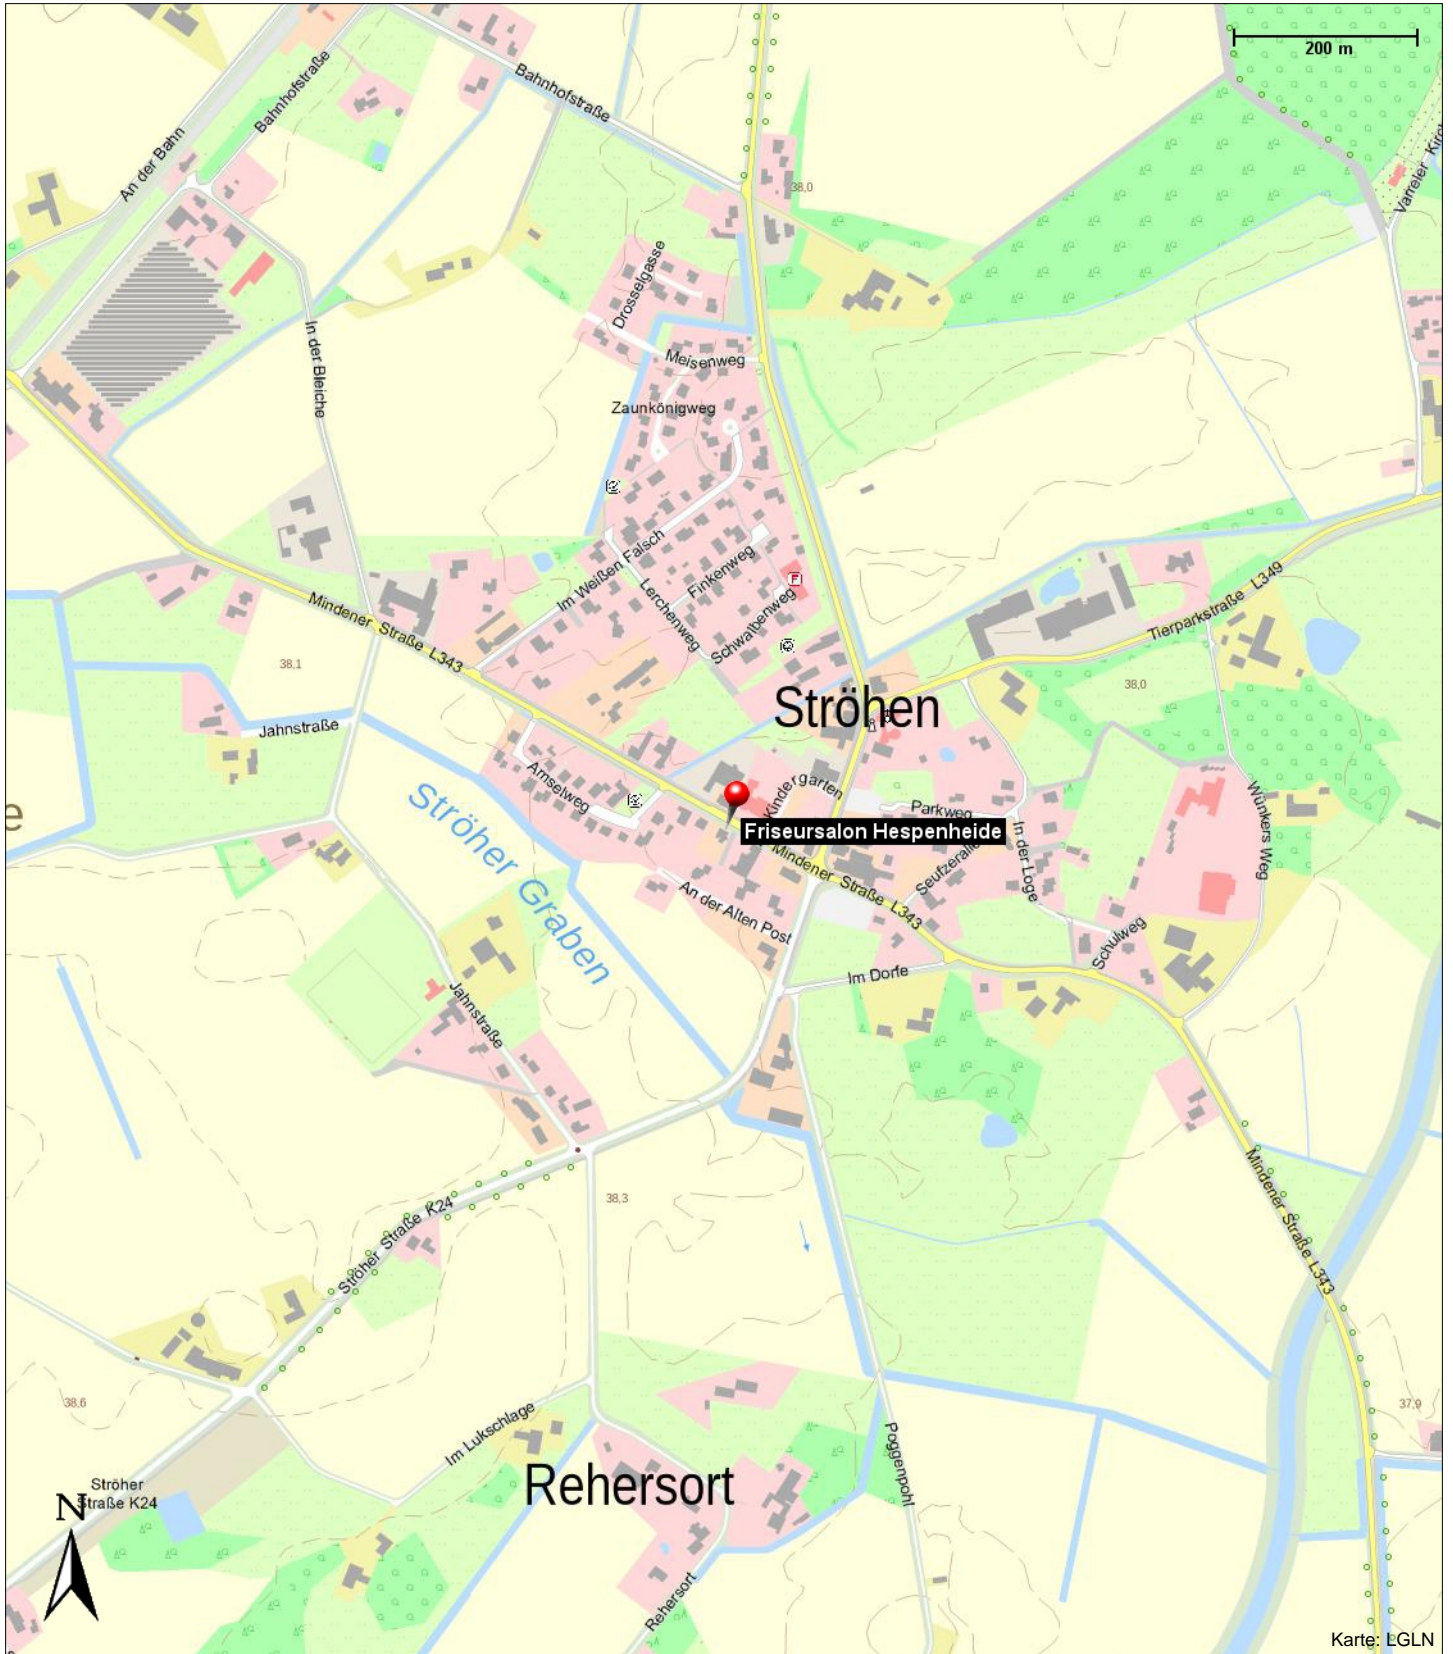 200 m
Bahnhofstraße
Bahnhofstraße
An der Bahn
38,0
Drosselgasse
In der Bleiche
Meisenweg
Zaunkönigweg
Im Weißen Falsch
Finkenweg
Lerchenweg
Schwalbenweg
Mindener Straße L343
Tierparkstraße L349
38,1
38,0
Ströhen
Jahnstraße
Amselweg
Kindergarten
Parkweg
Friseursalon Hespenheide
Wünkers Weg
In der Loge
e
Ströher Graben
Mindener Straße L343
An der Alten Post
Schulweg
Im Dorfe
Jahnstraße
38,3
Mindener Straße L343
Ströher Straße K24
38,6
37,9
Im Lukschlage
Poggenpohl
Rehersort
Ströher
Straße K24
N
Rehersort
Karte: LGLN